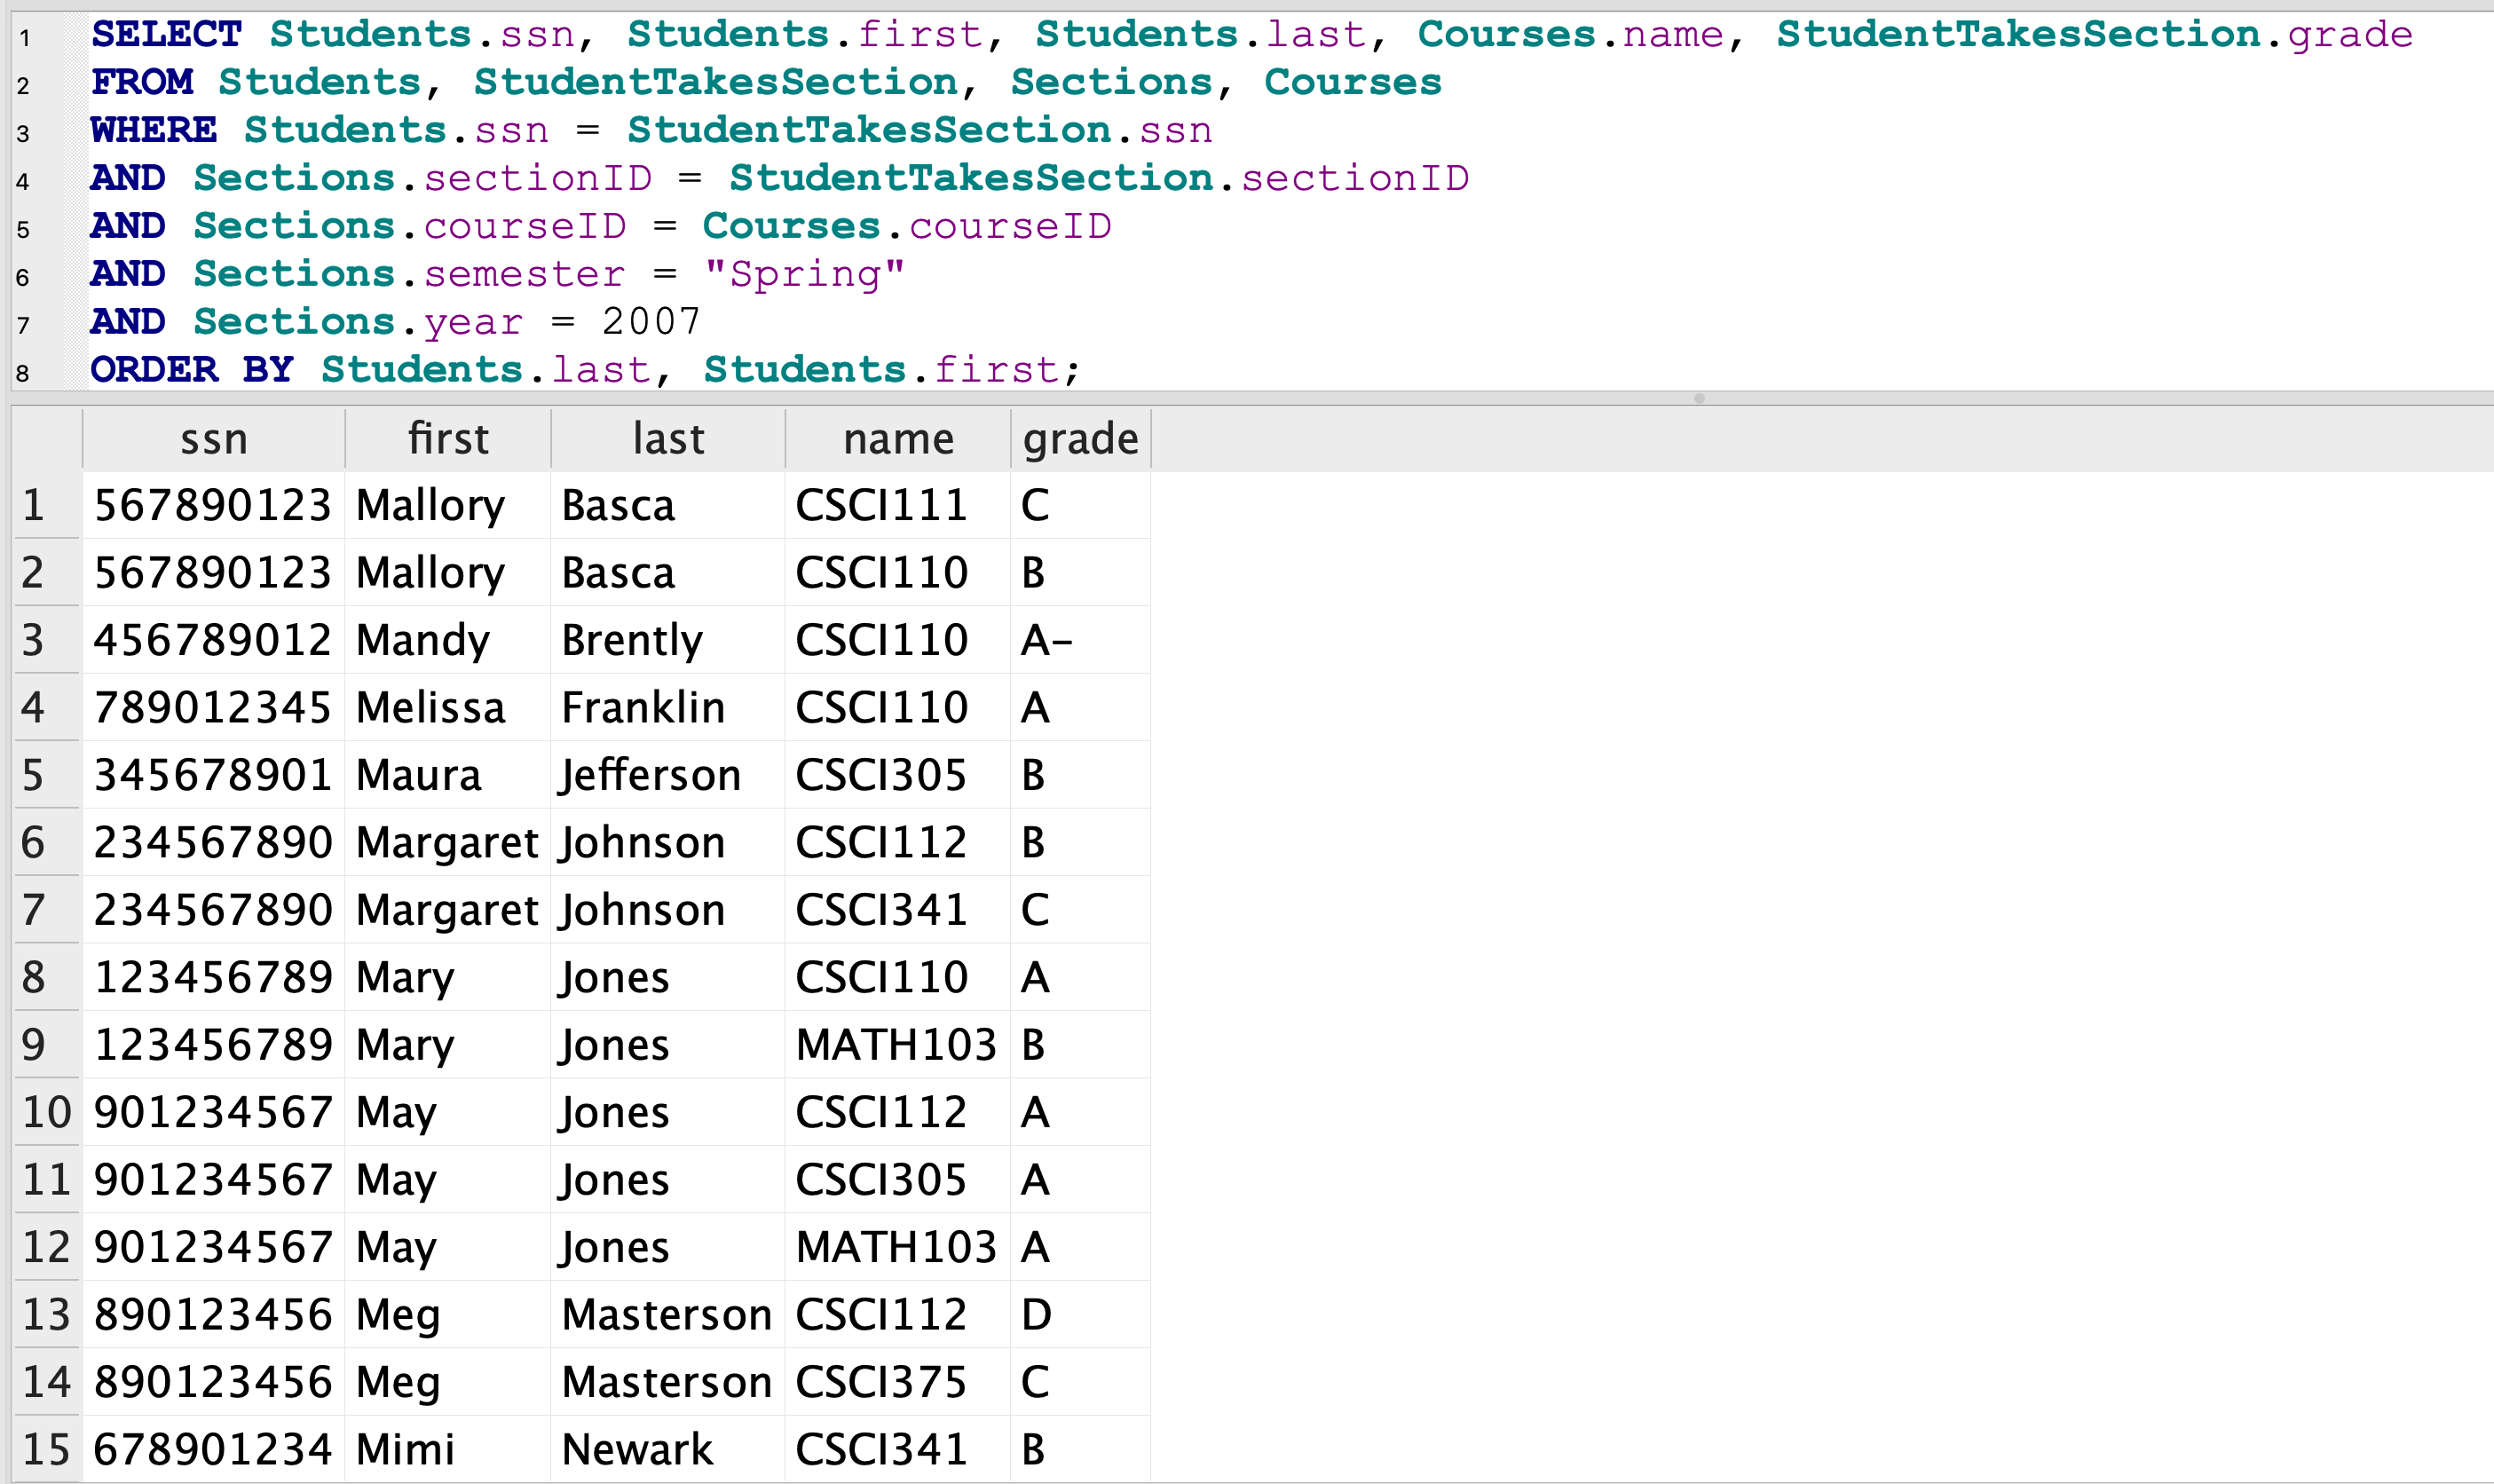 1 SELECT Students.ssn, Students.first, Students.last, Courses.name, StudentTakesSection.grade
2 FROM Students, StudentTakesSection, Sections, Courses
3 WHERE Students.ssn = StudentTakesSection.ssn
4 AND Sections.sectionID = StudentTakesSection.sectionID
5 AND Sections.courseID = Courses.courseID
6 AND Sections.semester = "Spring"
7 AND Sections.year = 2007
8 ORDER BY Students.last, Students.first;
ssn first last name grade
1 567890123 Mallory Basca CSCI111 C
2 567890123 Mallory Basca CSCI110 B
3 456789012 Mandy Brently CSCI110 A-
4 789012345 Melissa Franklin CSCI110 A
5 345678901 Maura Jefferson CSCI305 B
6 234567890 Margaret Johnson CSCI112 B
7 234567890 Margaret Johnson CSCI341 C
8 123456789 Mary Jones CSCI110 A
9 123456789 Mary Jones MATH103 B
10 901234567 May Jones CSCI112 A
11 901234567 May Jones CSCI305 A
12 901234567 May Jones MATH103 A
13 890123456 Meg Masterson CSCI112 D
14 890123456 Meg Masterson CSCI375 C
15 678901234 Mimi Newark CSCI341 B